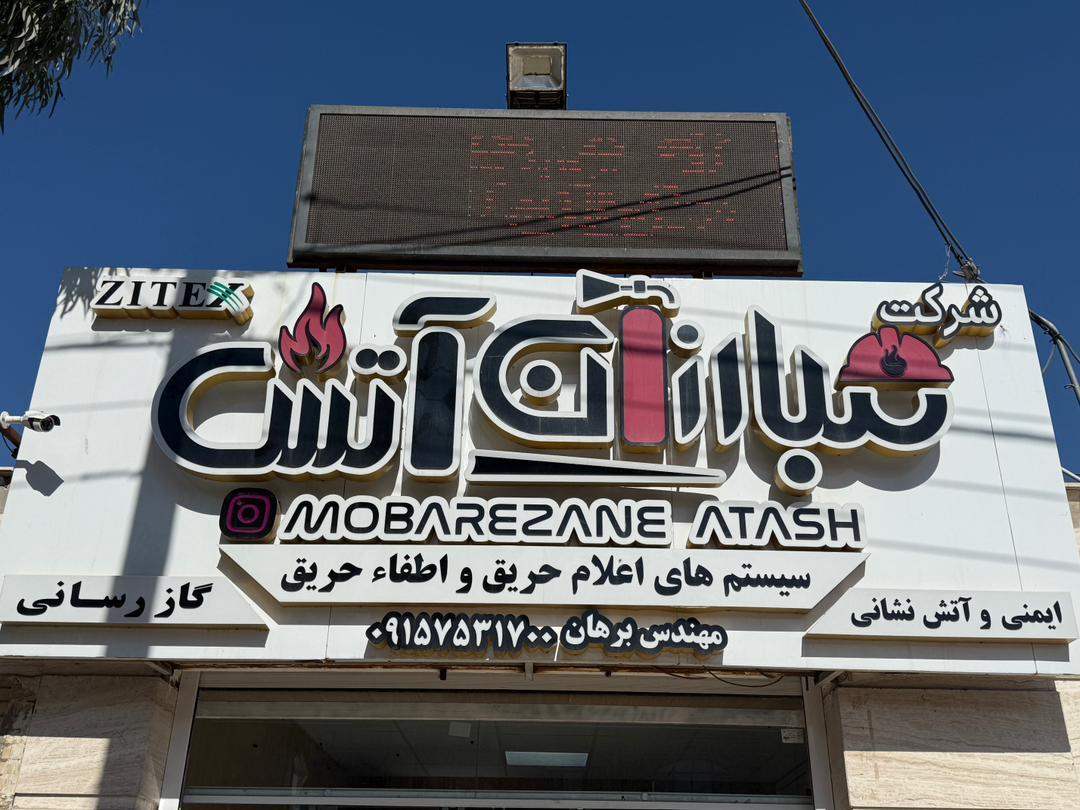 ZITEX
شرکت
مبارزان آتش
MOBAREZANE ATASH
سیستم های اعلام حریق و اطفاء حریق
ایمنی و آتش نشانی
گاز رسانی
مهندس برهان ۰۹۱۵۷۵۳۱۷۰۰